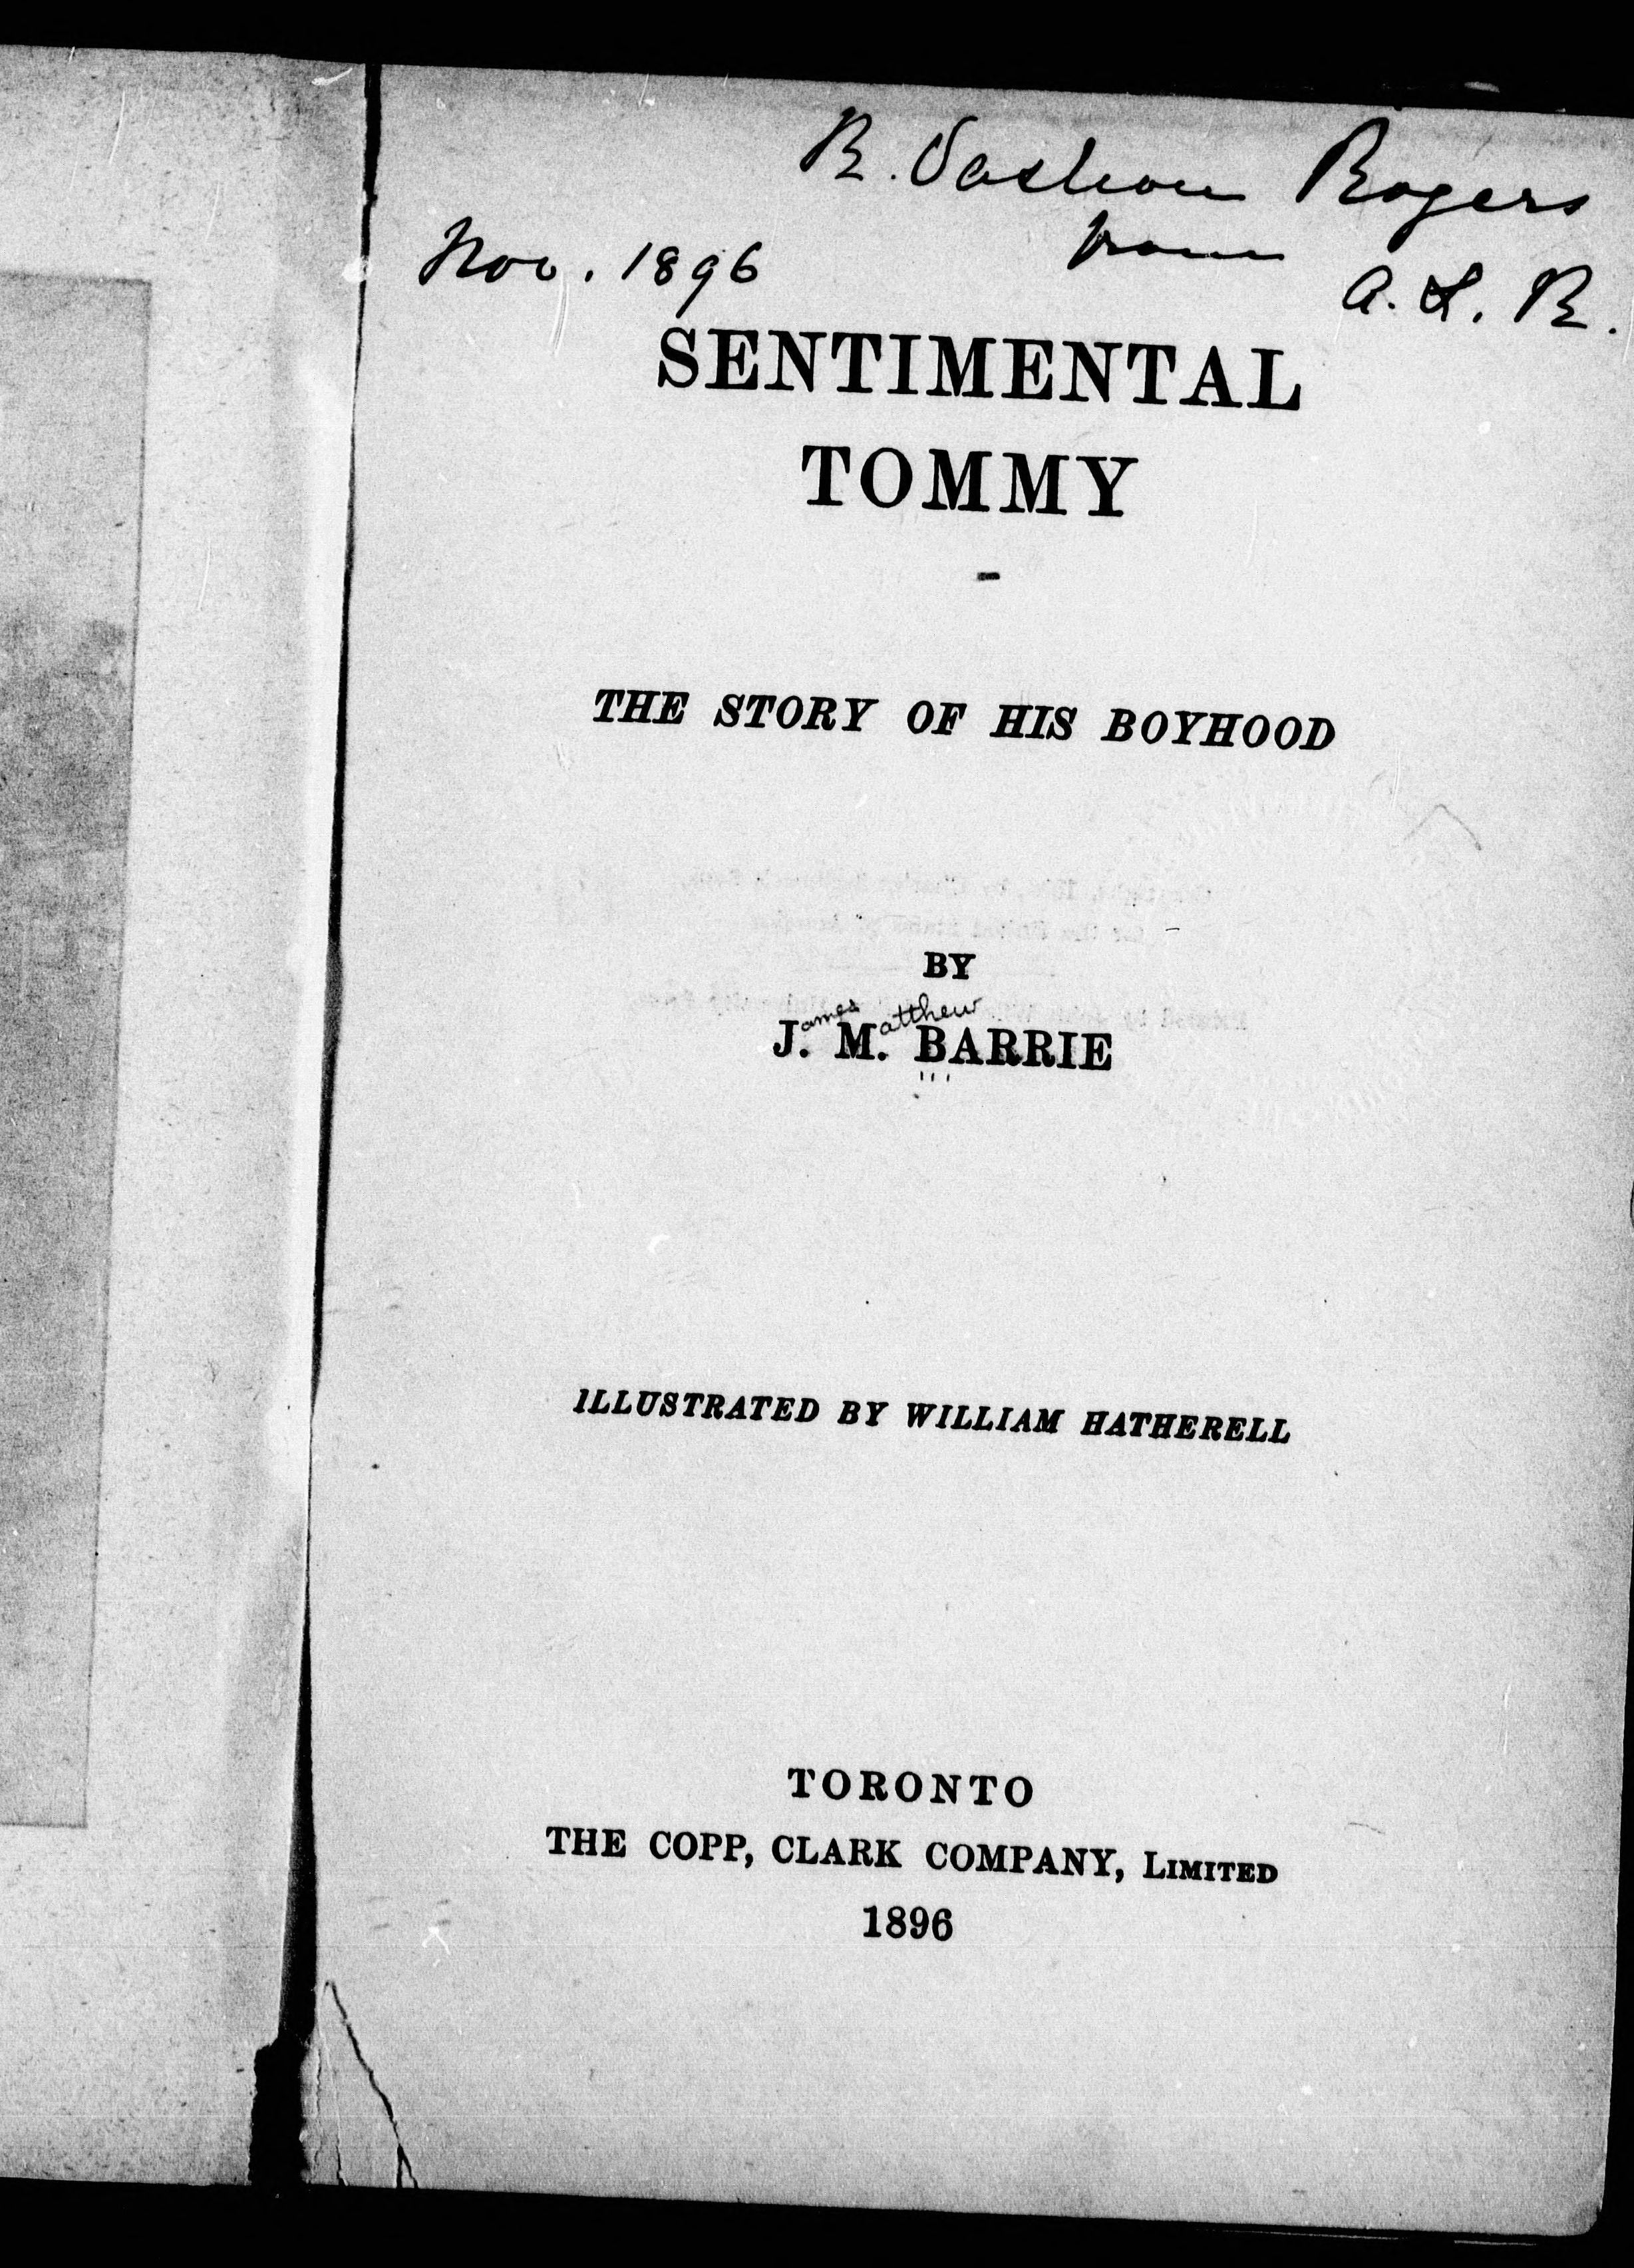 R. Vashon Rogers
from
Nov. 1896
A. L. R.
SENTIMENTAL
TOMMY
THE STORY OF HIS BOYHOOD
BY
ames atthew
J. M. BARRIE
ILLUSTRATED BY WILLIAM HATHERELL
TORONTO
THE COPP, CLARK COMPANY, LIMITED
1896